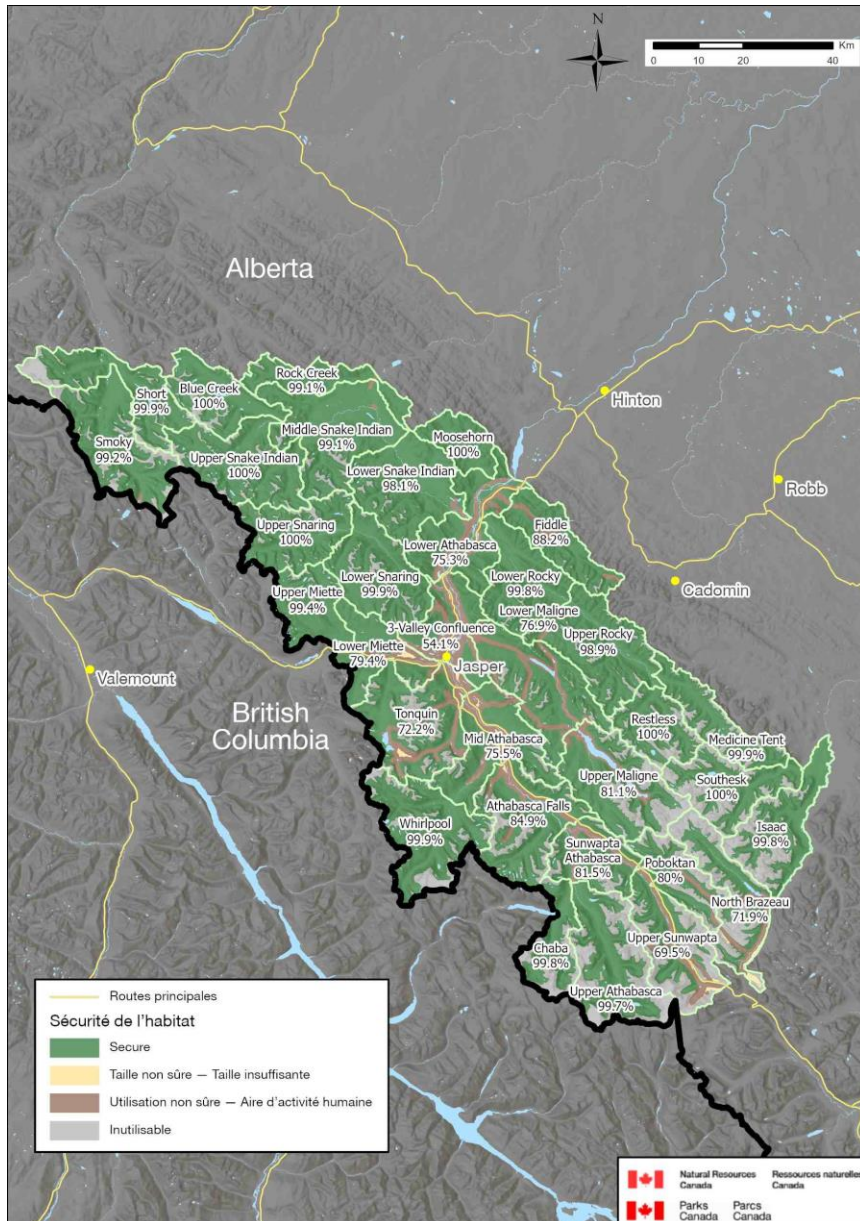 N
Km
0 10 20 40
Alberta
Rock Creek
99.1%
Blue Creek
100%
Short
99.9%
Hinton
Middle Snake Indian
99.1%
Moosehorn
100%
Smoky
99.2%
Upper Snake Indian
100%
Lower Snake Indian
98.1%
Robb
Upper Snaring
100%
Fiddle
88.2%
Lower Athabasca
75.3%
Lower Snaring
99.9%
Lower Rocky
99.8%
Cadomin
Upper Miette
99.4%
Lower Maligne
76.9%
3-Valley Confluence
54.1%
Upper Rocky
98.9%
Lower Miette
79.4%
Jasper
Valemount
British
Columbia
Tonquin
72.2%
Restless
100%
Mid Athabasca
75.5%
Medicine Tent
99.9%
Upper Maligne
81.1%
Southesk
100%
Athabasca Falls
84.9%
Whirlpool
99.9%
Isaac
99.8%
Sunwapta
Athabasca
81.5%
Poboktan
80%
North Brazeau
71.9%
Upper Sunwapta
69.5%
Chaba
99.8%
Upper Athabasca
99.7%
Routes principales
Sécurité de l'habitat
Secure
Taille non sûre — Taille insuffisante
Utilisation non sûre — Aire d'activité humaine
Inutilisable
Natural Resources Ressources naturelles
Canada Canada
Parks Parcs
Canada Canada